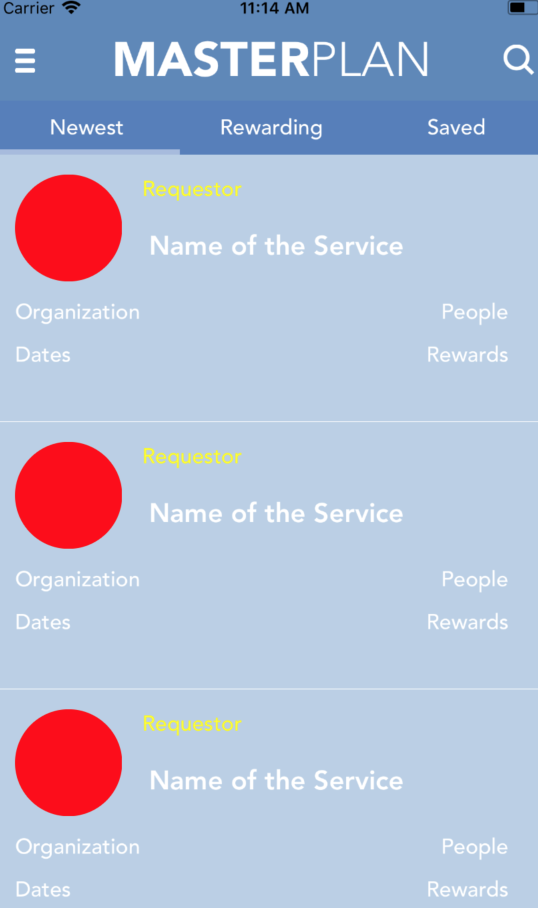 Carrier 11:14 AM
MASTERPLAN
Newest Rewarding Saved
Requestor
Name of the Service
Organization People
Dates Rewards
Requestor
Name of the Service
Organization People
Dates Rewards
Requestor
Name of the Service
Organization People
Dates Rewards